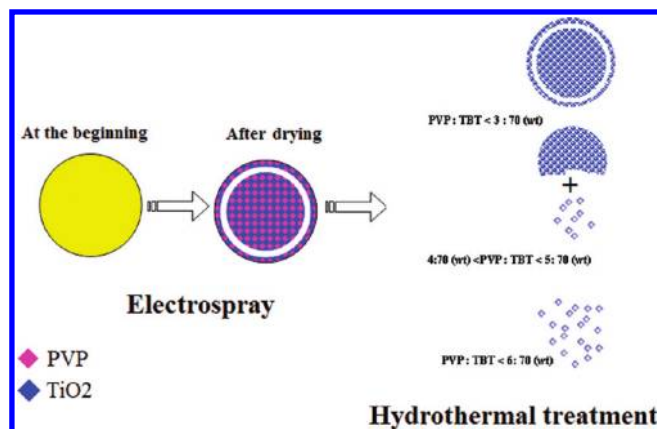 At the beginning
After drying
Electrospray
PVP
TiO2
PVP: TBT < 3 : 70 (wt)
+
4:70 (wt) <PVP: TBT < 5: 70 (wt)
PVP: TBT < 6: 70 (wt)
Hydrothermal treatment